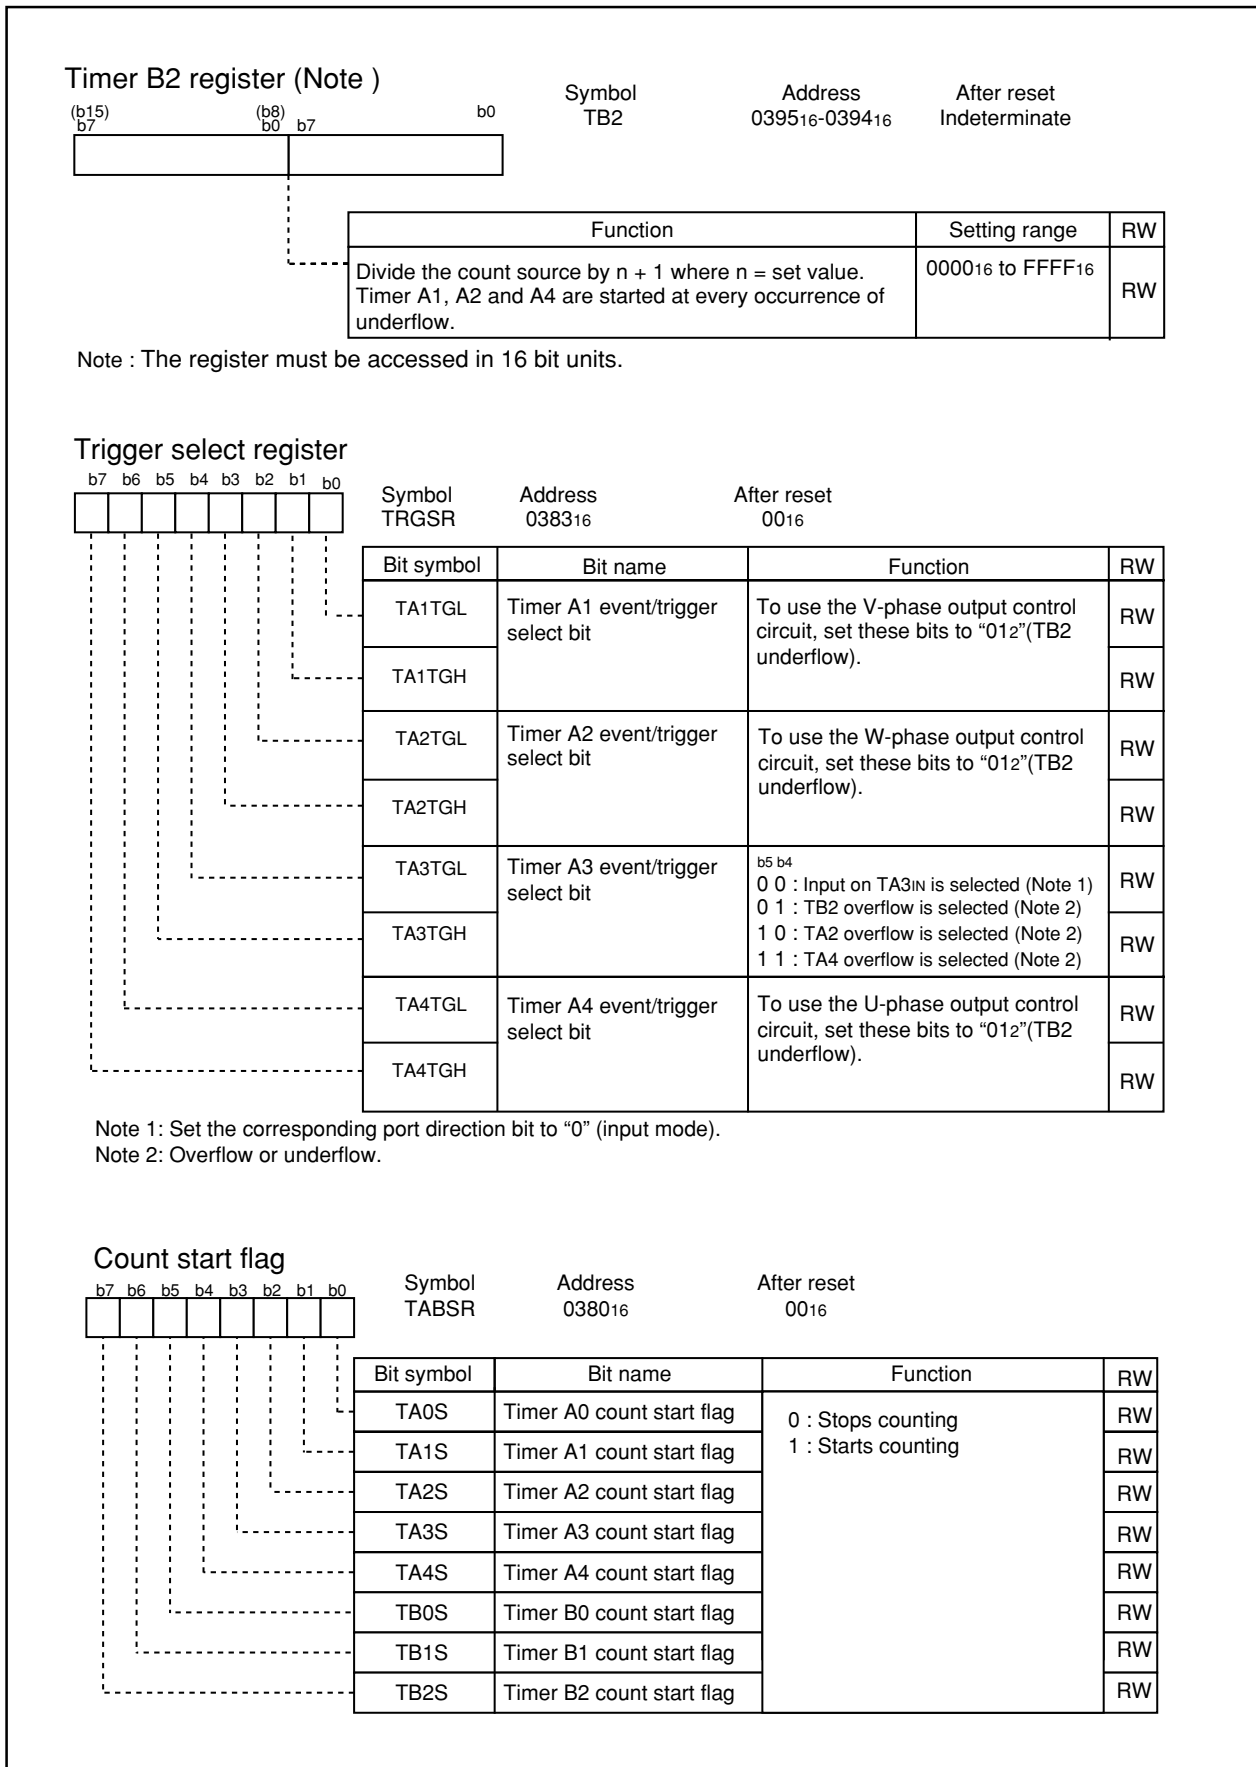 Timer B2 register (Note )
Symbol Address After reset
(b15) (b8) b0
b7 b0 b7
TB2 039516-039416 Indeterminate
Function Setting range RW
Divide the count source by n + 1 where n = set value. 000016 to FFFF16 RW
Timer A1, A2 and A4 are started at every occurrence of
underflow.
Note : The register must be accessed in 16 bit units.
Trigger select register
b7 b6 b5 b4 b3 b2 b1 b0
Symbol Address After reset
TRGSR 038316 0016
Bit symbol Bit name Function RW
TA1TGL Timer A1 event/trigger To use the V-phase output control RW
select bit circuit, set these bits to “012”(TB2
underflow).
TA1TGH RW
TA2TGL Timer A2 event/trigger To use the W-phase output control RW
select bit circuit, set these bits to “012”(TB2
underflow).
TA2TGH RW
TA3TGL Timer A3 event/trigger b5 b4 RW
select bit 0 0 : Input on TA3IN is selected (Note 1)
0 1 : TB2 overflow is selected (Note 2)
TA3TGH 1 0 : TA2 overflow is selected (Note 2) RW
1 1 : TA4 overflow is selected (Note 2)
TA4TGL Timer A4 event/trigger To use the U-phase output control RW
select bit circuit, set these bits to “012”(TB2
underflow).
TA4TGH RW
Note 1: Set the corresponding port direction bit to “0” (input mode).
Note 2: Overflow or underflow.
Count start flag
b7 b6 b5 b4 b3 b2 b1 b0
Symbol Address After reset
TABSR 038016 0016
Bit symbol Bit name Function RW
TA0S Timer A0 count start flag 0 : Stops counting RW
TA1S Timer A1 count start flag 1 : Starts counting RW
TA2S Timer A2 count start flag RW
TA3S Timer A3 count start flag RW
TA4S Timer A4 count start flag RW
TB0S Timer B0 count start flag RW
TB1S Timer B1 count start flag RW
TB2S Timer B2 count start flag RW